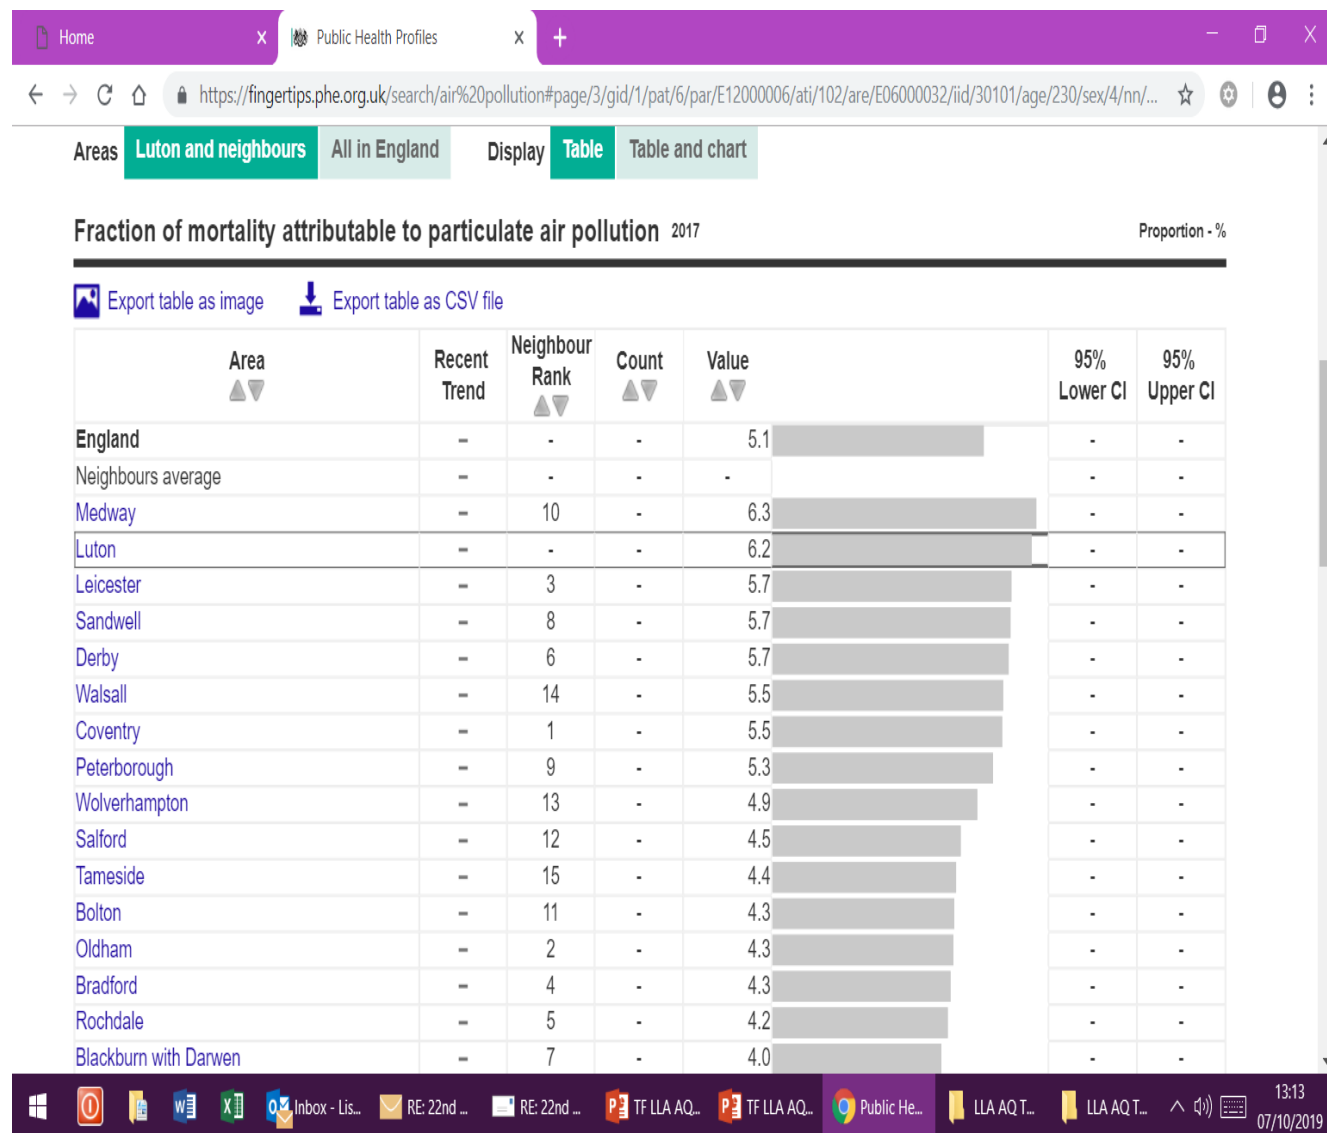 Home
Public Health Profiles
https://fingertips.phe.org.uk/search/air%20pollution#page/3/gid/1/pat/6/par/E12000006/ati/102/are/E06000032/iid/30101/age/230/sex/4/nn/...
Areas Luton and neighbours All in England Display Table Table and chart
Fraction of mortality attributable to particulate air pollution 2017 Proportion - %
Export table as image Export table as CSV file
Area Recent Trend Neighbour Rank Count Value 95% Lower CI 95% Upper CI
England - - - 5.1 - -
Neighbours average - - - - - -
Medway - 10 - 6.3 - -
Luton - - - 6.2 - -
Leicester - 3 - 5.7 - -
Sandwell - 8 - 5.7 - -
Derby - 6 - 5.7 - -
Walsall - 14 - 5.5 - -
Coventry - 1 - 5.5 - -
Peterborough - 9 - 5.3 - -
Wolverhampton - 13 - 4.9 - -
Salford - 12 - 4.5 - -
Tameside - 15 - 4.4 - -
Bolton - 11 - 4.3 - -
Oldham - 2 - 4.3 - -
Bradford - 4 - 4.3 - -
Rochdale - 5 - 4.2 - -
Blackburn with Darwen - 7 - 4.0 - -
Inbox - Lis... RE: 22nd ... RE: 22nd ... TF LLA AQ... TF LLA AQ... Public He... LLA AQ T... LLA AQ T... 13:13
07/10/2019